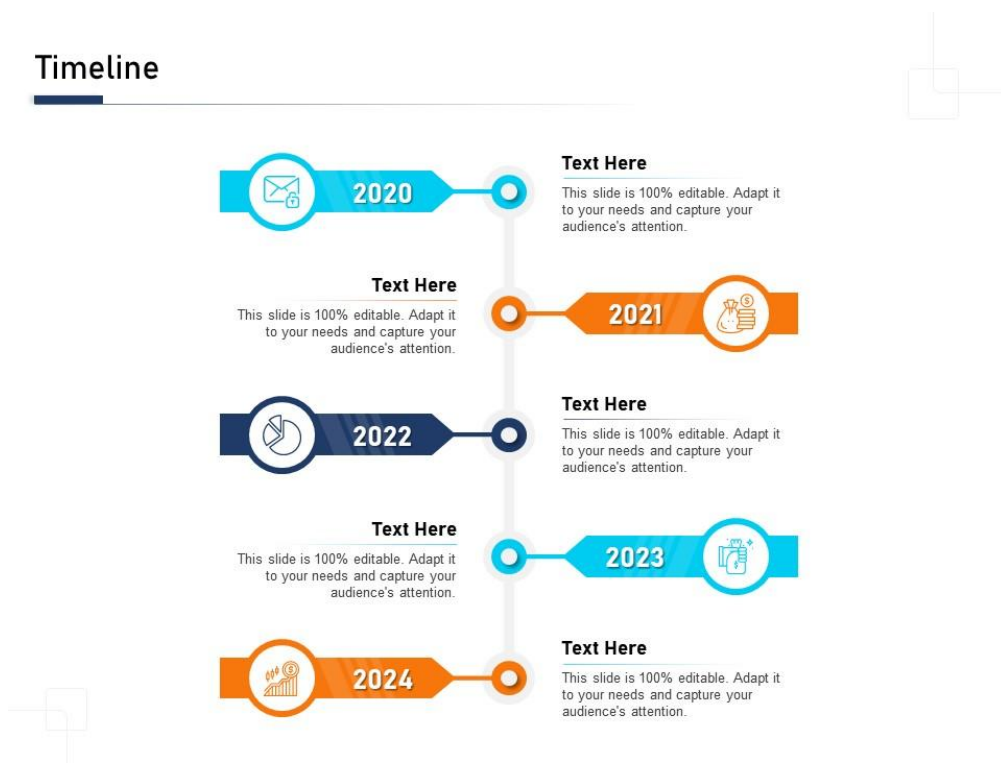 Timeline
2020
Text Here
This slide is 100% editable. Adapt it
to your needs and capture your
audience's attention.
Text Here
This slide is 100% editable. Adapt it
to your needs and capture your
audience's attention.
2021
2022
Text Here
This slide is 100% editable. Adapt it
to your needs and capture your
audience's attention.
Text Here
This slide is 100% editable. Adapt it
to your needs and capture your
audience's attention.
2023
2024
Text Here
This slide is 100% editable. Adapt it
to your needs and capture your
audience's attention.